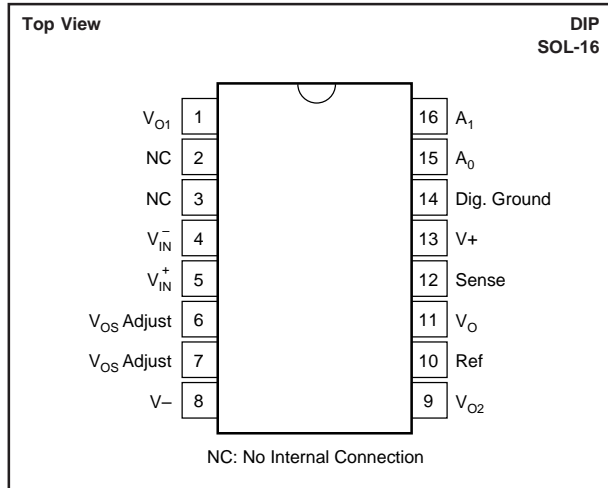 Top View
DIP
SOL-16
V_O1 1
NC 2
NC 3
V_IN^– 4
V_IN^+ 5
V_OS Adjust 6
V_OS Adjust 7
V– 8
16 A_1
15 A_0
14 Dig. Ground
13 V+
12 Sense
11 V_O
10 Ref
9 V_O2
NC: No Internal Connection